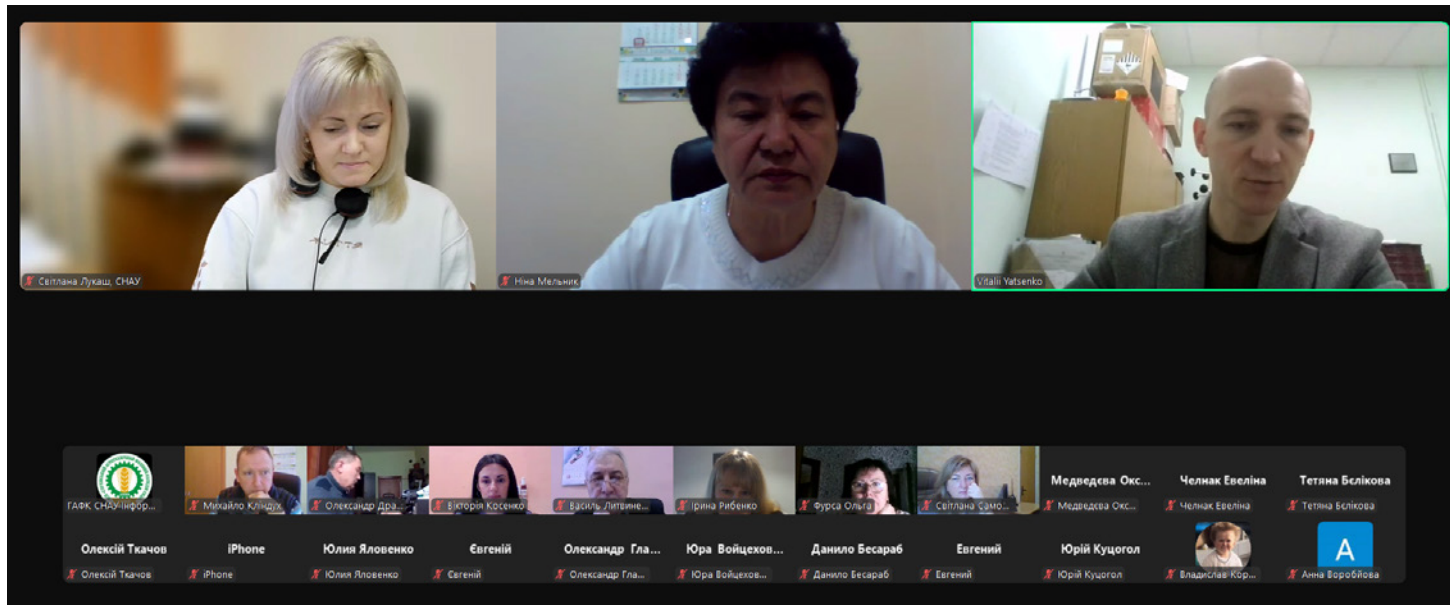 Світлана Лукаш, СНАУ
Ніна Мельник
Vitalii Yatsenko
ГАФК СНАУ-інфор...
Михайло Кліндух
Олександр Дра...
Вікторія Косенко
Василь Литвине...
Ірина Рибенко
Фурса Ольга
Світлана Само...
Медведєва Окс...
Медведєва Окс...
Челнак Евеліна
Челнак Евеліна
Тетяна Бєлікова
Тетяна Бєлікова
Олексій Ткачов
Олексій Ткачов
iPhone
iPhone
Юлия Яловенко
Юлия Яловенко
Євгеній
Євгеній
Олександр Гла...
Олександр Гла...
Юра Войцехов...
Юра Войцехов...
Данило Бесараб
Данило Бесараб
Евгений
Евгений
Юрій Куцогол
Юрій Куцогол
Владислав-Кор...
А
Анна Воробйова